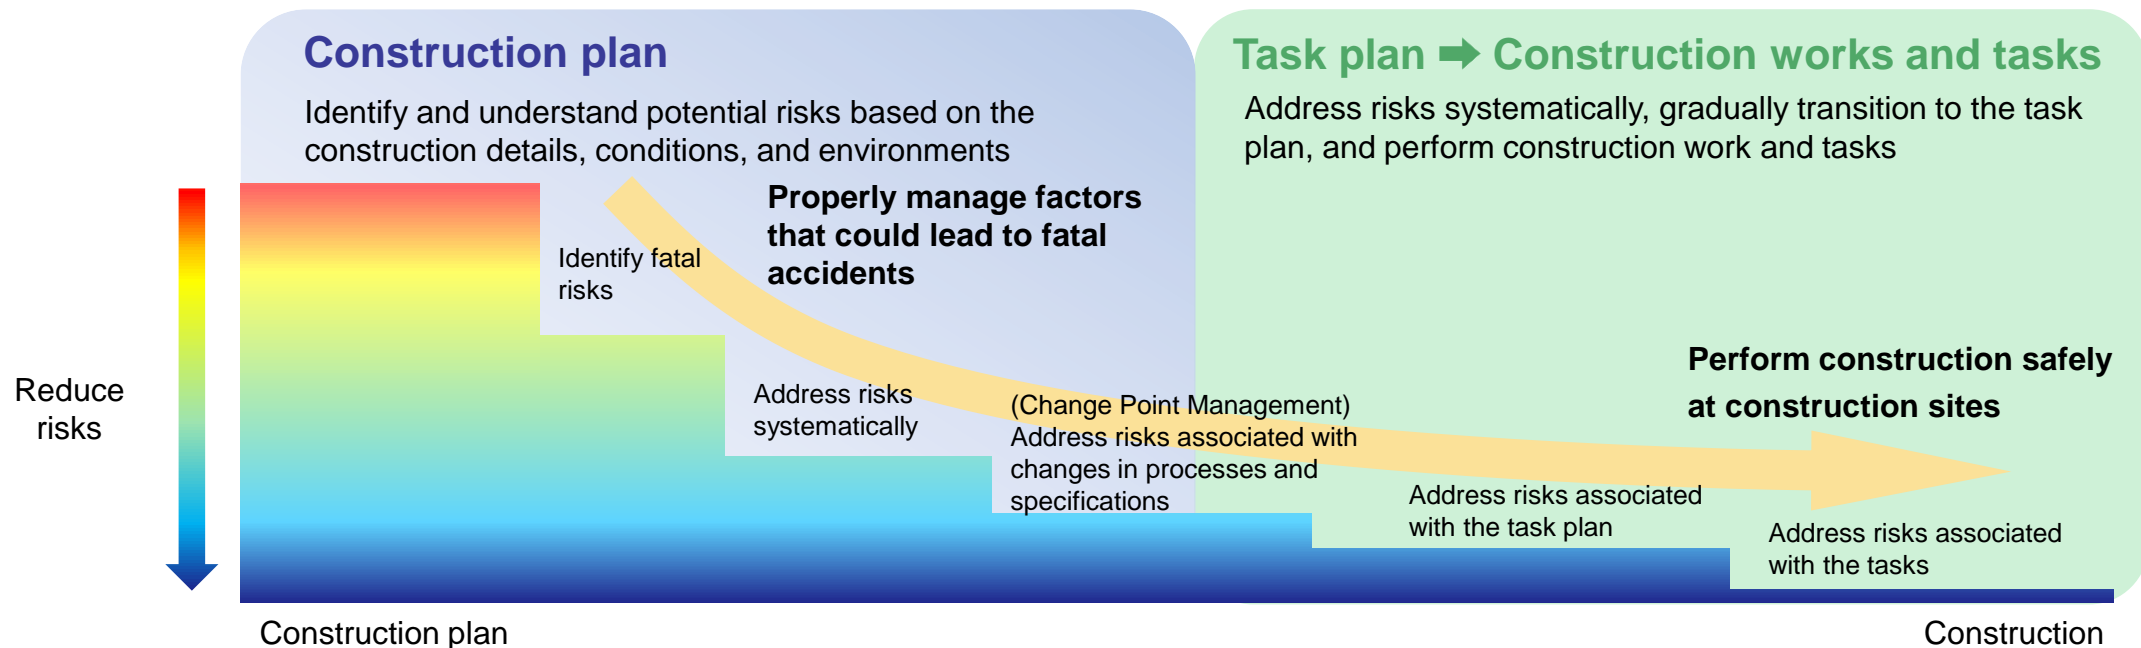 Construction plan
Identify and understand potential risks based on the
construction details, conditions, and environments
Task plan ➡ Construction works and tasks
Address risks systematically, gradually transition to the task
plan, and perform construction work and tasks
Properly manage factors
that could lead to fatal
accidents
Identify fatal
risks
Reduce
risks
Address risks
systematically
(Change Point Management)
Address risks associated with
changes in processes and
specifications
Perform construction safely
at construction sites
Address risks associated
with the task plan
Address risks associated
with the tasks
Construction plan
Construction